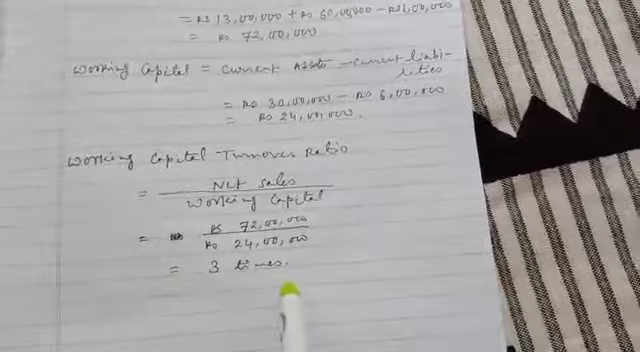 = Rs 13,00,000 + Rs 60,00,000 - Rs 1,00,000
= Rs 72,00,000
Working Capital = Current Assets - Current liabi-
lities
= Rs 30,00,000 - Rs 6,00,000
= Rs 24,00,000.
Working Capital Turnover Ratio
= Net Sales
Working Capital
= Rs 72,00,000
Rs 24,00,000
= 3 times.